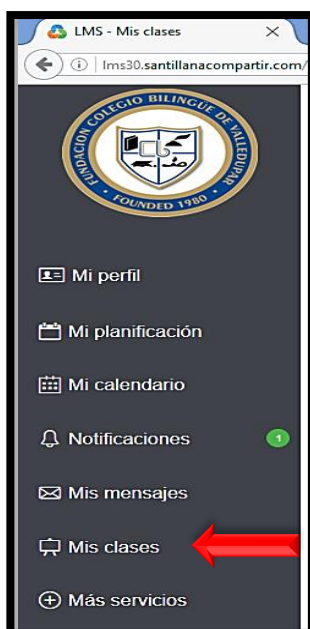 LMS - Mis clases
lms30.santillanacompartir.com/
FUNDACION COLEGIO BILINGÜE DE VALLEDUPAR
FOUNDED 1980
Mi perfil
Mi planificación
Mi calendario
Notificaciones 1
Mis mensajes
Mis clases
Más servicios